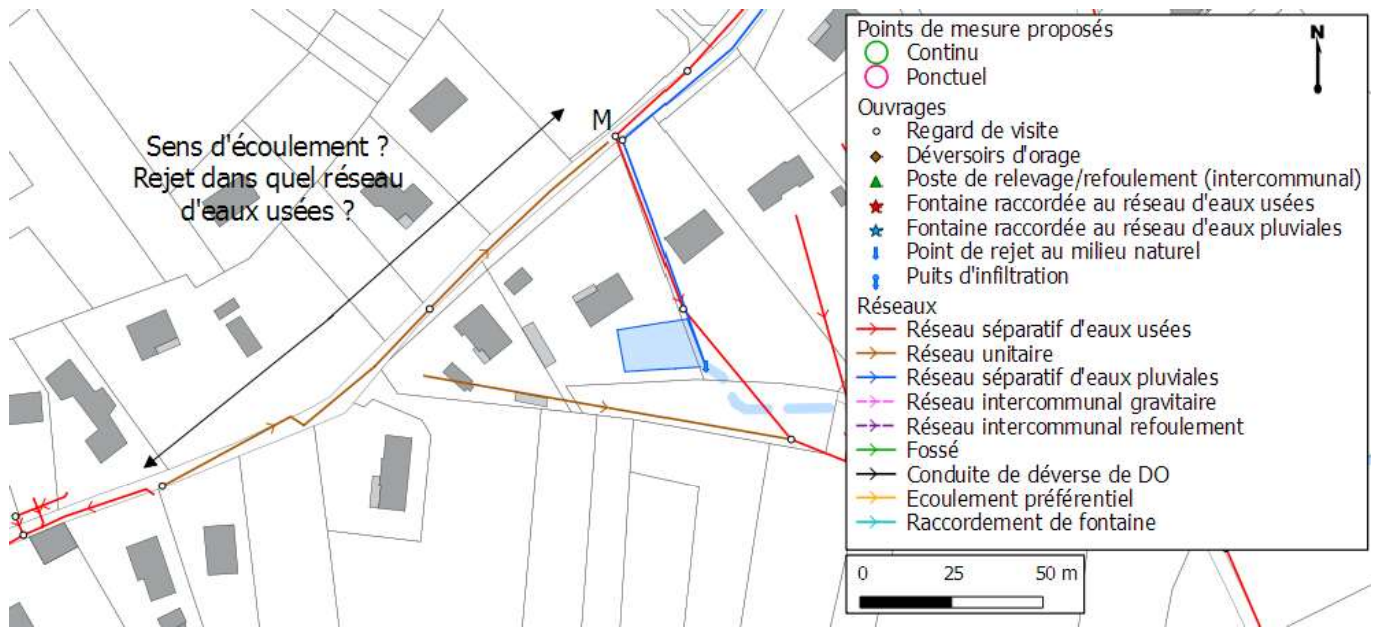 Sens d'écoulement ?
Rejet dans quel réseau
d'eaux usées ?
M
Points de mesure proposés
Continu
Ponctuel
N
Ouvrages
Regard de visite
Déversoirs d'orage
Poste de relevage/refoulement (intercommunal)
Fontaine raccordée au réseau d'eaux usées
Fontaine raccordée au réseau d'eaux pluviales
Point de rejet au milieu naturel
Puits d'infiltration
Réseaux
Réseau séparatif d'eaux usées
Réseau unitaire
Réseau séparatif d'eaux pluviales
Réseau intercommunal gravitaire
Réseau intercommunal refoulement
Fossé
Conduite de déverse de DO
Ecoulement préférentiel
Raccordement de fontaine
0 25 50 m